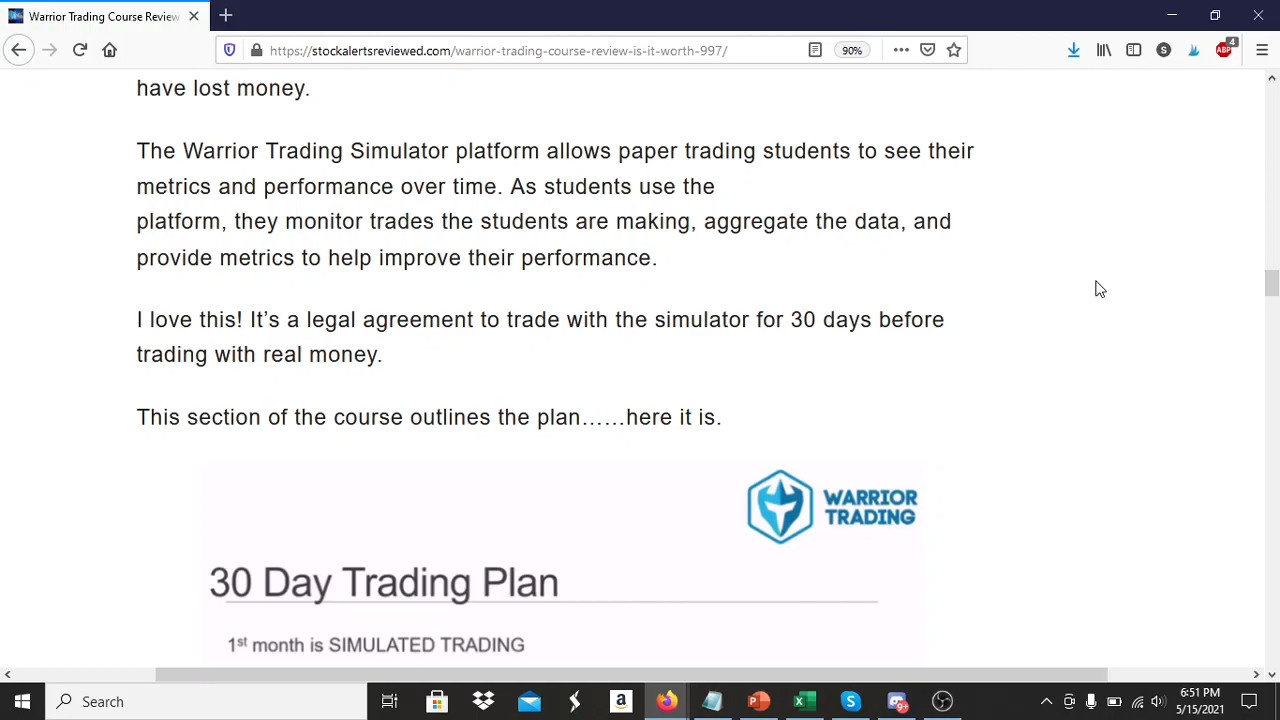 Warrior Trading Course Review
https://stockalertsreviewed.com/warrior-trading-course-review-is-it-worth-997/
90%
S
ABP
4
have lost money.
The Warrior Trading Simulator platform allows paper trading students to see their
metrics and performance over time. As students use the
platform, they monitor trades the students are making, aggregate the data, and
provide metrics to help improve their performance.
I love this! It’s a legal agreement to trade with the simulator for 30 days before
trading with real money.
This section of the course outlines the plan……here it is.
WARRIOR
TRADING
30 Day Trading Plan
1st month is SIMULATED TRADING
Search
9+
6:51 PM
5/15/2021